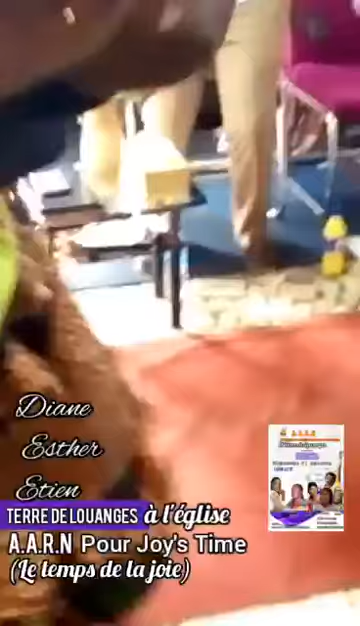 Diane
Esther
Etien
TERRE DE LOUANGES à l'église
A.A.R.N Pour Joy's Time
(Le temps de la joie)
A.A.R.N